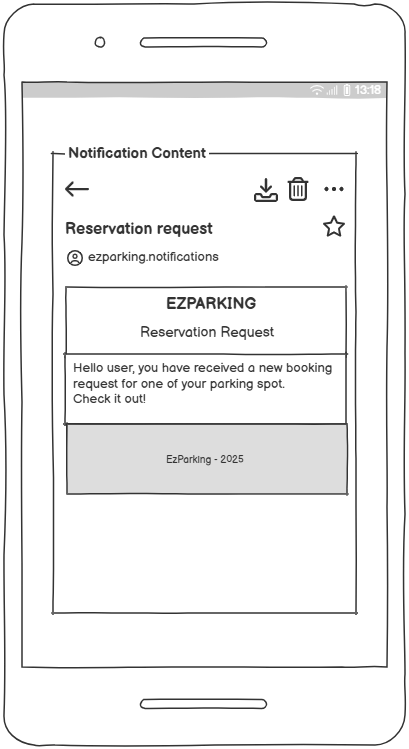 13:18
Notification Content
Reservation request
ezparking.notifications
EZPARKING
Reservation Request
Hello user, you have received a new booking
request for one of your parking spot.
Check it out!
EzParking - 2025